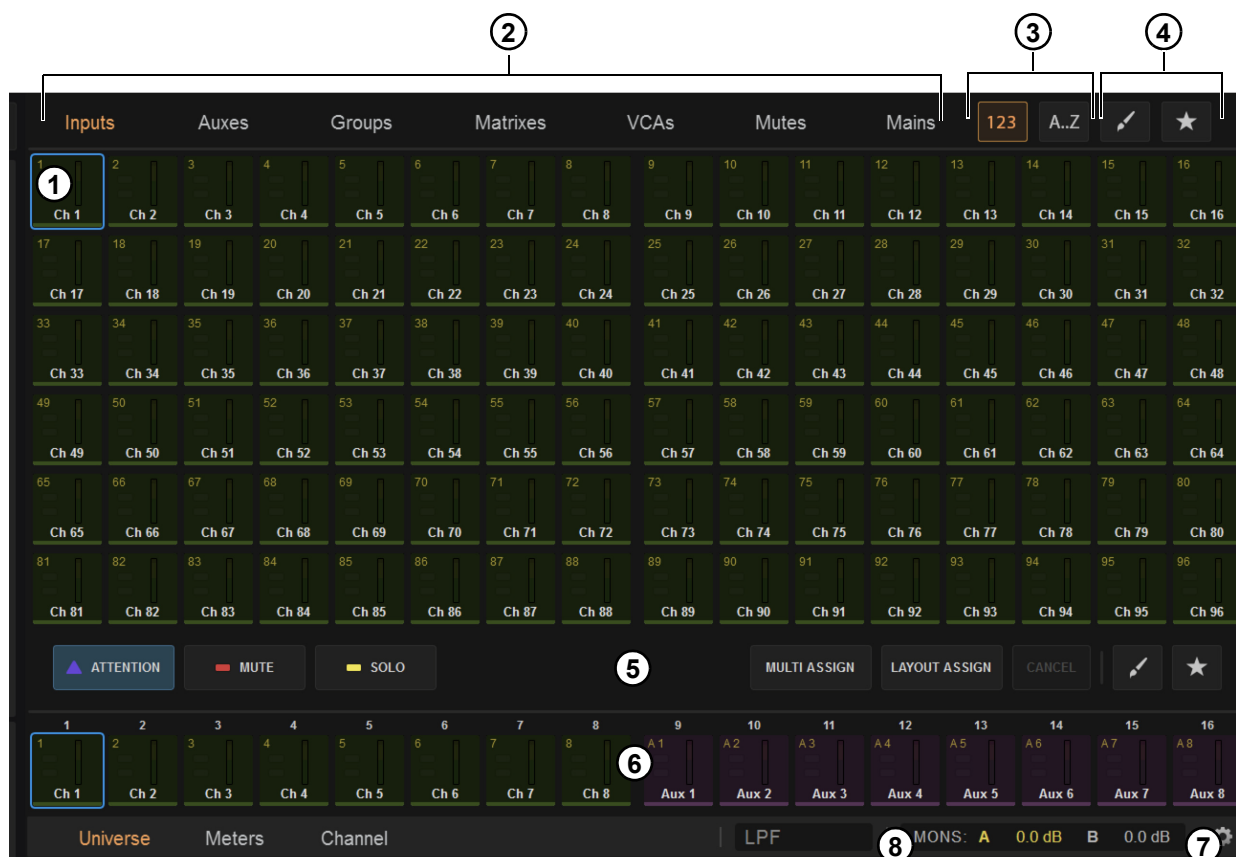 2 3 4
Inputs Auxes Groups Matrixes VCAs Mutes Mains 123 A..Z
1 2 3 4 5 6 7 8 9 10 11 12 13 14 15 16
1
Ch 1 Ch 2 Ch 3 Ch 4 Ch 5 Ch 6 Ch 7 Ch 8 Ch 9 Ch 10 Ch 11 Ch 12 Ch 13 Ch 14 Ch 15 Ch 16
17 18 19 20 21 22 23 24 25 26 27 28 29 30 31 32
Ch 17 Ch 18 Ch 19 Ch 20 Ch 21 Ch 22 Ch 23 Ch 24 Ch 25 Ch 26 Ch 27 Ch 28 Ch 29 Ch 30 Ch 31 Ch 32
33 34 35 36 37 38 39 40 41 42 43 44 45 46 47 48
Ch 33 Ch 34 Ch 35 Ch 36 Ch 37 Ch 38 Ch 39 Ch 40 Ch 41 Ch 42 Ch 43 Ch 44 Ch 45 Ch 46 Ch 47 Ch 48
49 50 51 52 53 54 55 56 57 58 59 60 61 62 63 64
Ch 49 Ch 50 Ch 51 Ch 52 Ch 53 Ch 54 Ch 55 Ch 56 Ch 57 Ch 58 Ch 59 Ch 60 Ch 61 Ch 62 Ch 63 Ch 64
65 66 67 68 69 70 71 72 73 74 75 76 77 78 79 80
Ch 65 Ch 66 Ch 67 Ch 68 Ch 69 Ch 70 Ch 71 Ch 72 Ch 73 Ch 74 Ch 75 Ch 76 Ch 77 Ch 78 Ch 79 Ch 80
81 82 83 84 85 86 87 88 89 90 91 92 93 94 95 96
Ch 81 Ch 82 Ch 83 Ch 84 Ch 85 Ch 86 Ch 87 Ch 88 Ch 89 Ch 90 Ch 91 Ch 92 Ch 93 Ch 94 Ch 95 Ch 96
ATTENTION MUTE SOLO 5 MULTI ASSIGN LAYOUT ASSIGN CANCEL
1 2 3 4 5 6 7 8 9 10 11 12 13 14 15 16
1 2 3 4 5 6 7 8 A 1 A 2 A 3 A 4 A 5 A 6 A 7 A 8
6
Ch 1 Ch 2 Ch 3 Ch 4 Ch 5 Ch 6 Ch 7 Ch 8 Aux 1 Aux 2 Aux 3 Aux 4 Aux 5 Aux 6 Aux 7 Aux 8
Universe Meters Channel LPF 8 MONS: A 0.0 dB B 0.0 dB 7